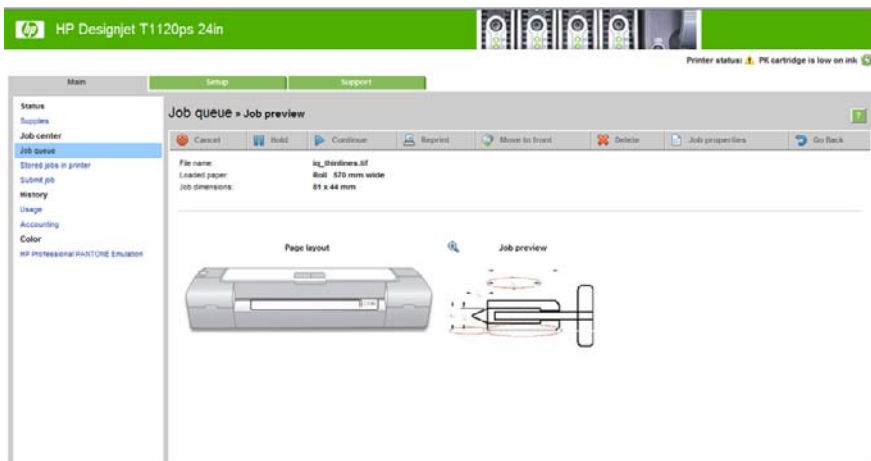 hp HP Designjet T1120ps 24in
Printer status: PK cartridge is low on ink
Main Setup Support
Status
Supplies
Job center
Job queue
Stored jobs in printer
Submit job
History
Usage
Accounting
Color
HP Professional PANTONE Emulation
Job queue » Job preview
?
Cancel Hold Continue Reprint Move to front Delete Job properties Go Back
File name: iq_thinlines.tif
Loaded paper: Roll 570 mm wide
Job dimensions: 81 x 44 mm
Page layout Job preview